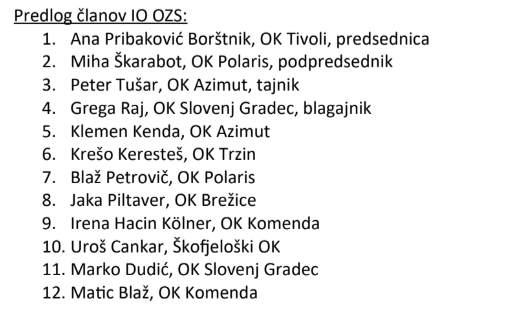 Predlog članov IO OZS:
1. Ana Pribaković Borštnik, OK Tivoli, predsednica
2. Miha Škarabot, OK Polaris, podpredsednik
3. Peter Tušar, OK Azimut, tajnik
4. Grega Raj, OK Slovenj Gradec, blagajnik
5. Klemen Kenda, OK Azimut
6. Krešo Keresteš, OK Trzin
7. Blaž Petrovič, OK Polaris
8. Jaka Piltaver, OK Brežice
9. Irena Hacin Kölner, OK Komenda
10. Uroš Cankar, Škofjeloški OK
11. Marko Dudić, OK Slovenj Gradec
12. Matic Blaž, OK Komenda